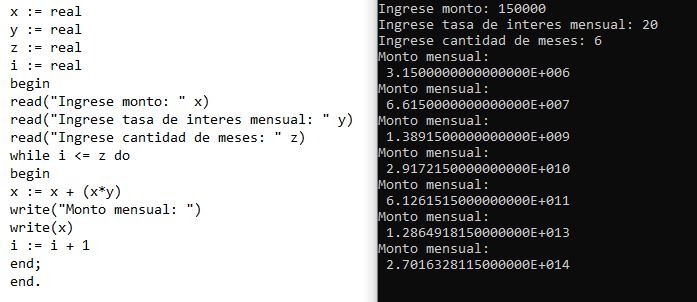 x := real
y := real
z := real
i := real
begin
read("Ingrese monto: " x)
read("Ingrese tasa de interes mensual: " y)
read("Ingrese cantidad de meses: " z)
while i <= z do
begin
x := x + (x*y)
write("Monto mensual: ")
write(x)
i := i + 1
end;
end.
Ingrese monto: 150000
Ingrese tasa de interes mensual: 20
Ingrese cantidad de meses: 6
Monto mensual:
3.1500000000000000E+006
Monto mensual:
6.6150000000000000E+007
Monto mensual:
1.3891500000000000E+009
Monto mensual:
2.9172150000000000E+010
Monto mensual:
6.1261515000000000E+011
Monto mensual:
1.2864918150000000E+013
Monto mensual:
2.7016328115000000E+014